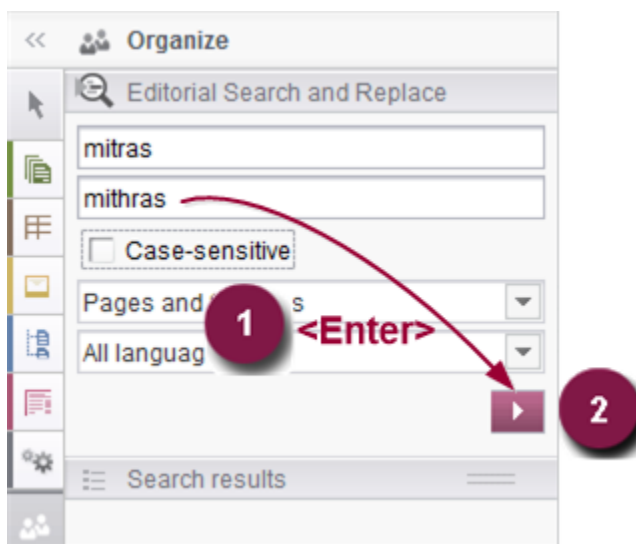 << Organize
Editorial Search and Replace
mitras
mithras
Case-sensitive
Pages and s
1 <Enter>
All languag
2
Search results